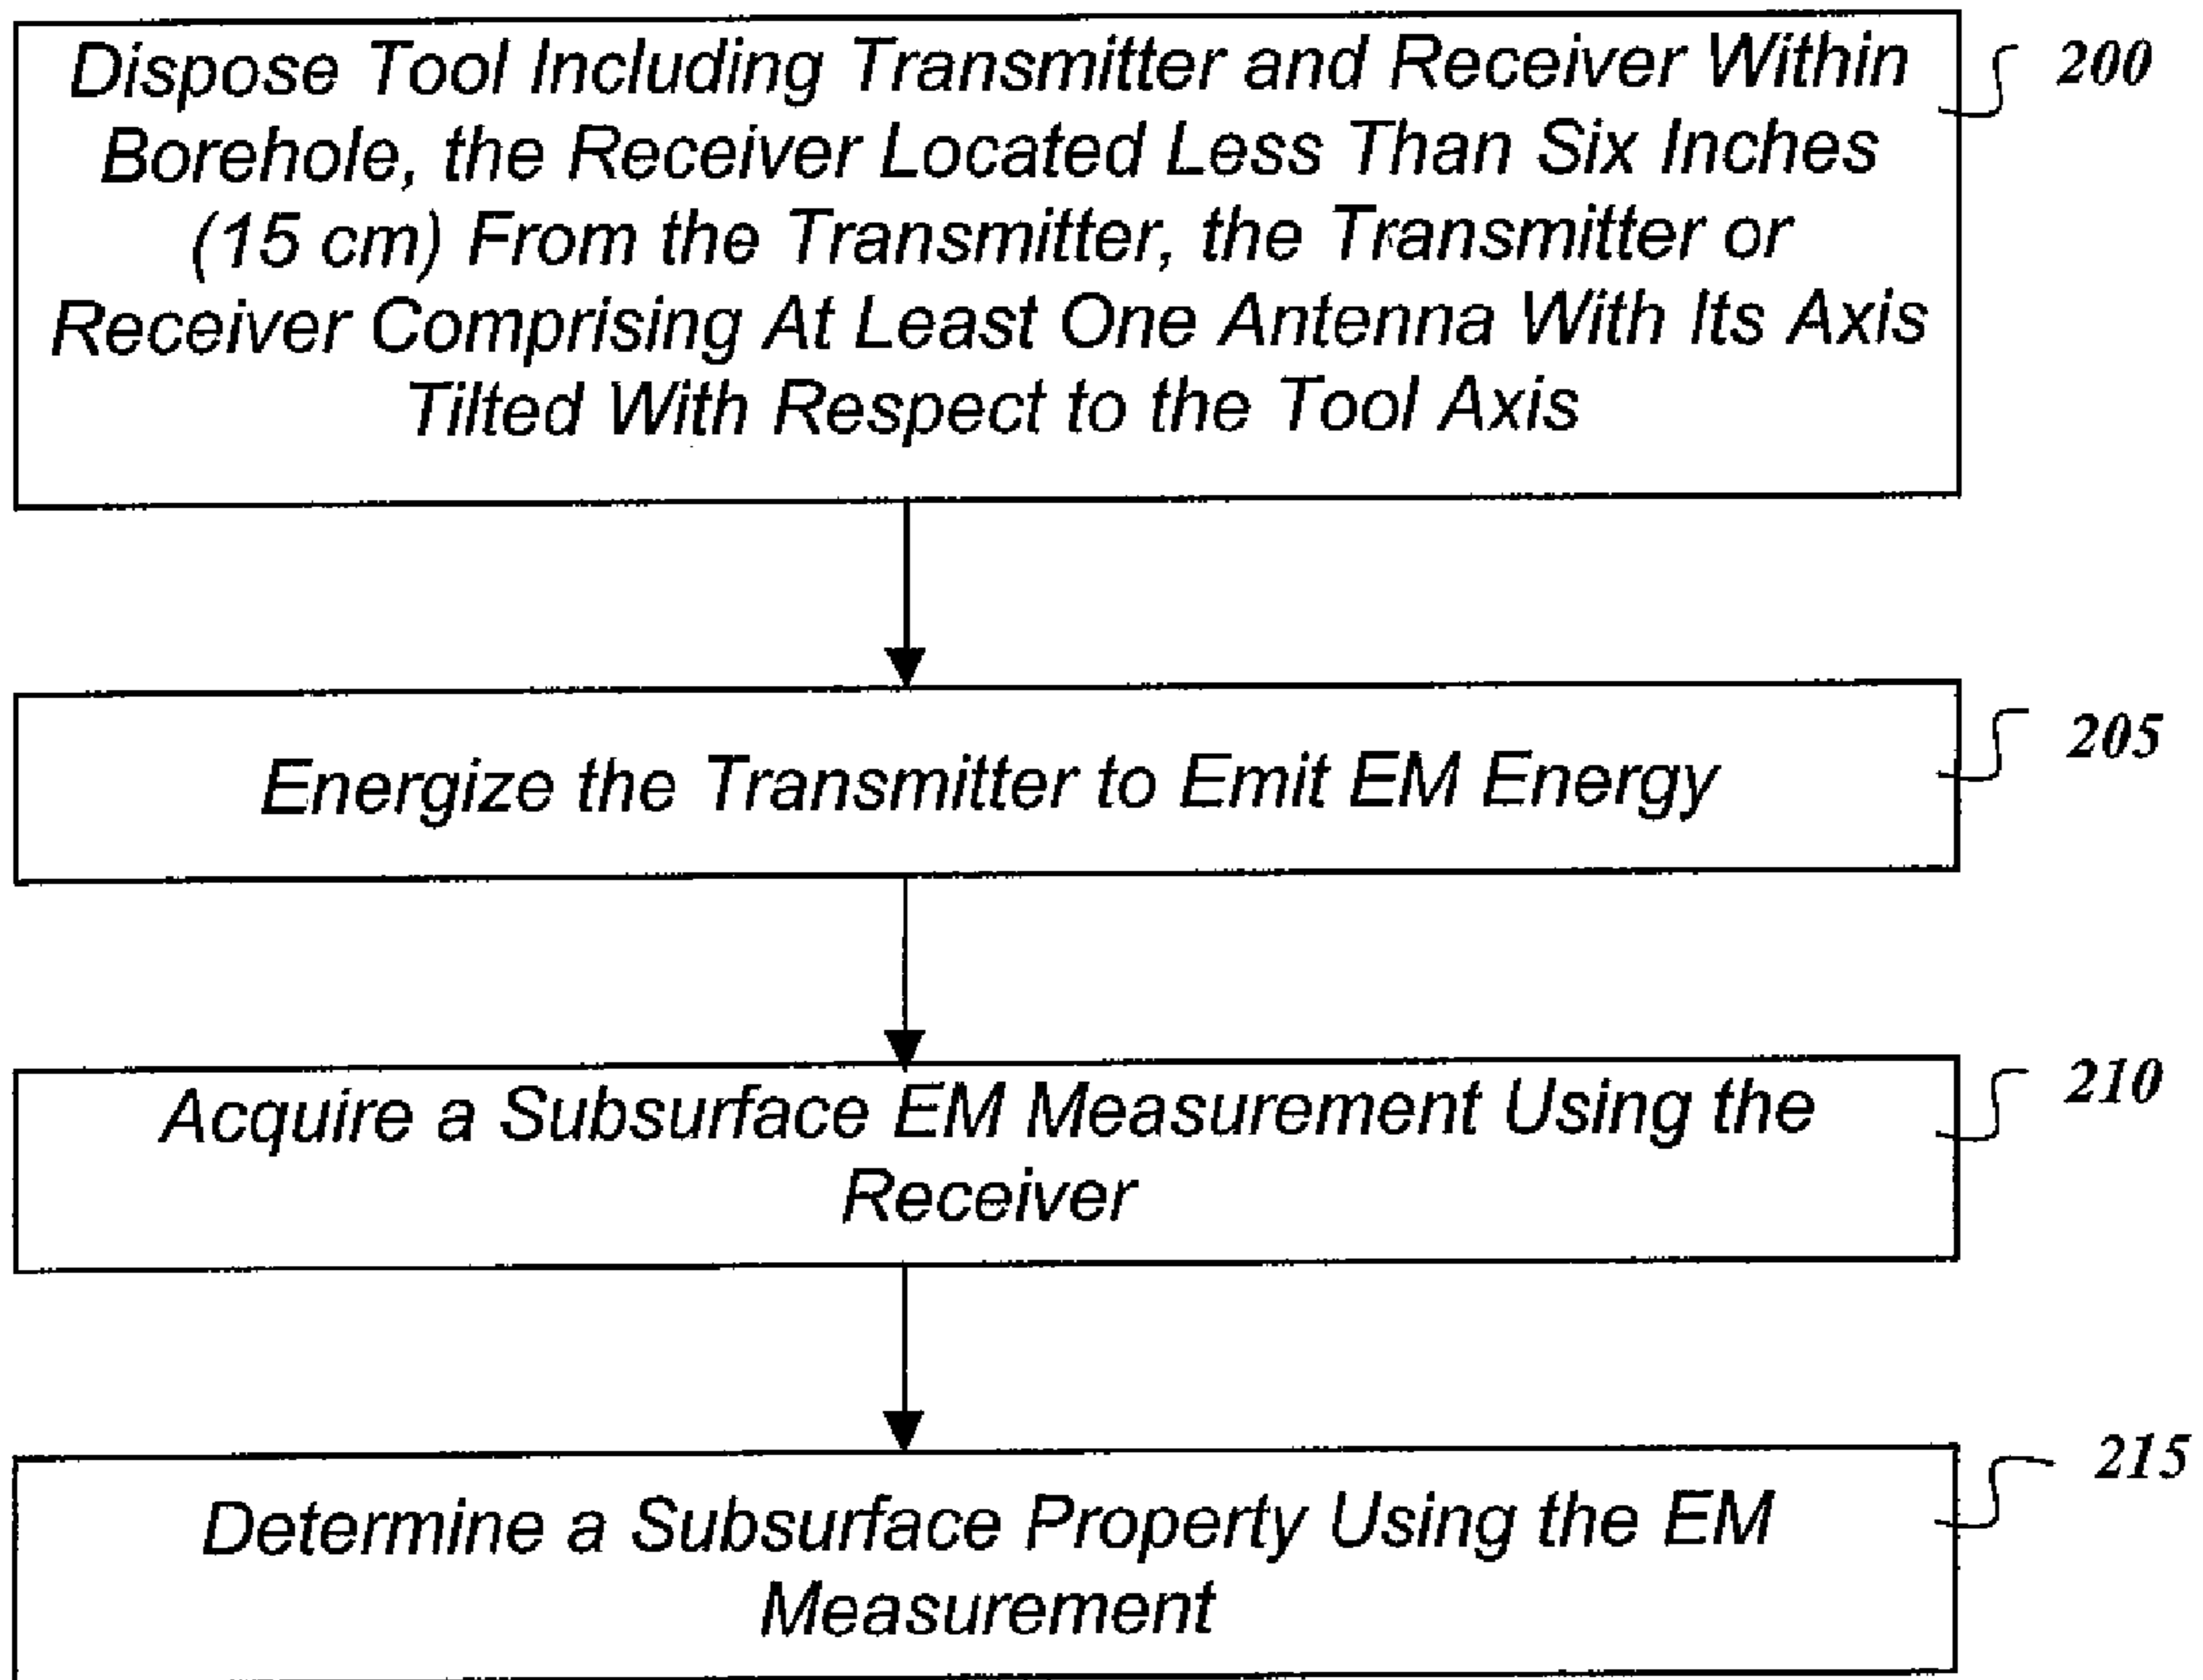 Dispose Tool Including Transmitter and Receiver Within
Borehole, the Receiver Located Less Than Six Inches
(15 cm) From the Transmitter, the Transmitter or
Receiver Comprising At Least One Antenna With Its Axis
Tilted With Respect to the Tool Axis
200
Energize the Transmitter to Emit EM Energy
205
Acquire a Subsurface EM Measurement Using the
Receiver
210
Determine a Subsurface Property Using the EM
Measurement
215